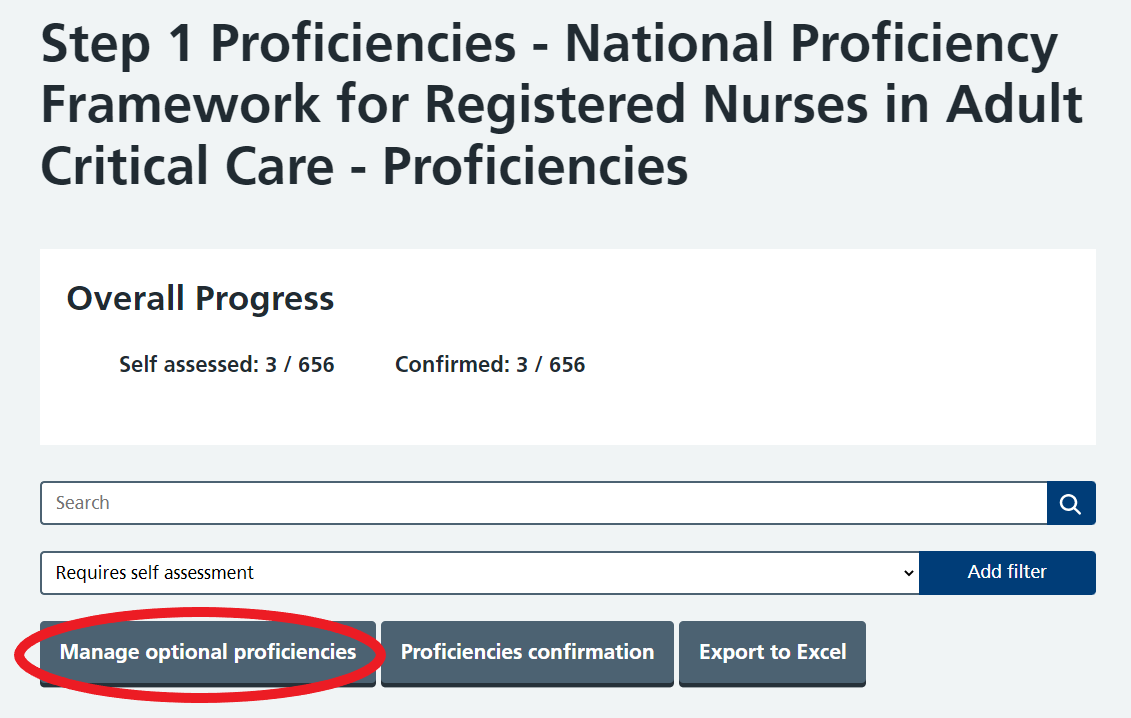 Step 1 Proficiencies - National Proficiency
Framework for Registered Nurses in Adult
Critical Care - Proficiencies
Overall Progress
Self assessed: 3 / 656 Confirmed: 3 / 656
Search
Requires self assessment Add filter
Manage optional proficiencies Proficiencies confirmation Export to Excel